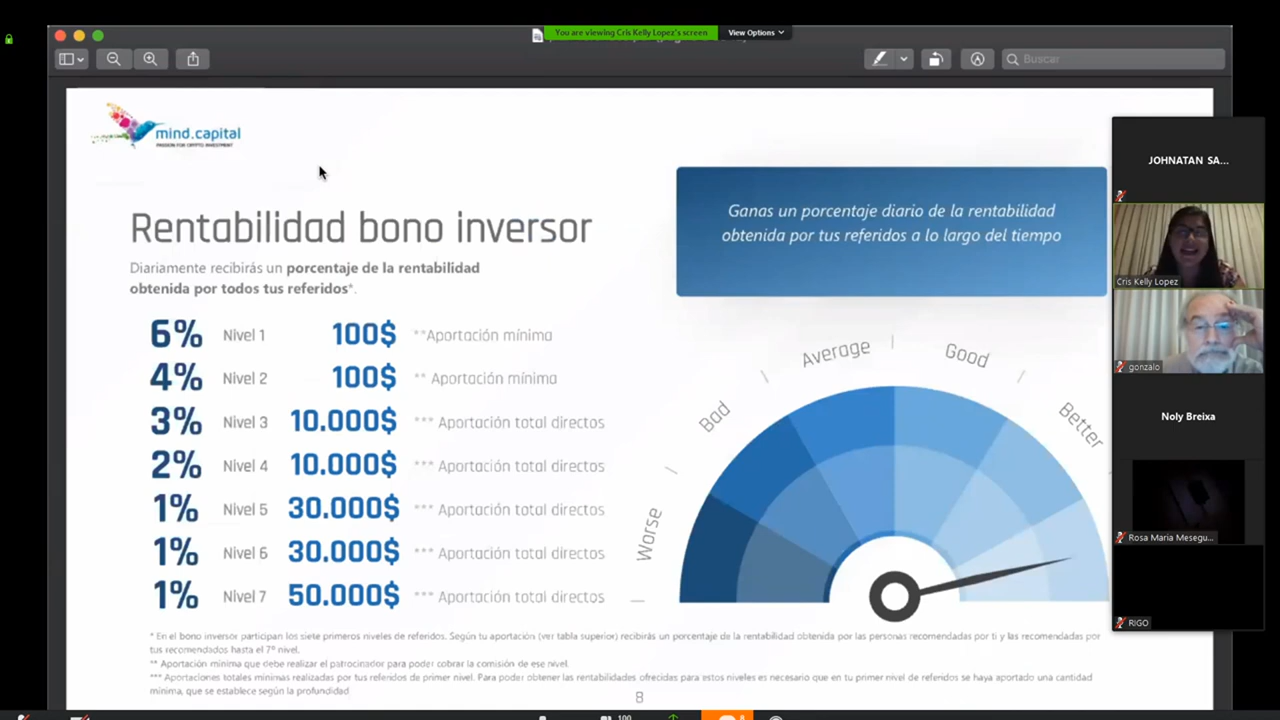 You are viewing Cris Kelly Lopez's screen
View Options
Buscar
mind.capital
PASSION FOR CRYPTO INVESTMENT
Rentabilidad bono inversor
Diariamente recibirás un porcentaje de la rentabilidad
obtenida por todos tus referidos*.
6% Nivel 1 100$ **Aportación mínima
4% Nivel 2 100$ ** Aportación mínima
3% Nivel 3 10.000$ *** Aportación total directos
2% Nivel 4 10.000$ *** Aportación total directos
1% Nivel 5 30.000$ *** Aportación total directos
1% Nivel 6 30.000$ *** Aportación total directos
1% Nivel 7 50.000$ *** Aportación total directos
Ganas un porcentaje diario de la rentabilidad
obtenida por tus referidos a lo largo del tiempo
Worse
Bad
Average
Good
Better
* En el bono inversor participan los siete primeros niveles de referidos. Según tu aportación (ver tabla superior) recibirás un porcentaje de la rentabilidad obtenida por las personas recomendadas por ti y las recomendadas por
tus recomendados hasta el 7º nivel.
** Aportación mínima que debe realizar el patrocinador para poder cobrar la comisión de ese nivel.
*** Aportaciones totales minimas realizadas por tus referidos de primer nivel. Para poder obtener las rentabilidades ofrecidas para estos niveles es necesario que en tu primer nivel de referidos se haya aportado una cantidad
mínima, que se establece según la profundidad
8
JOHNATAN SA...
Cris Kelly Lopez
gonzalo
Noly Breixa
Rosa Maria Mesegu...
RIGO
100